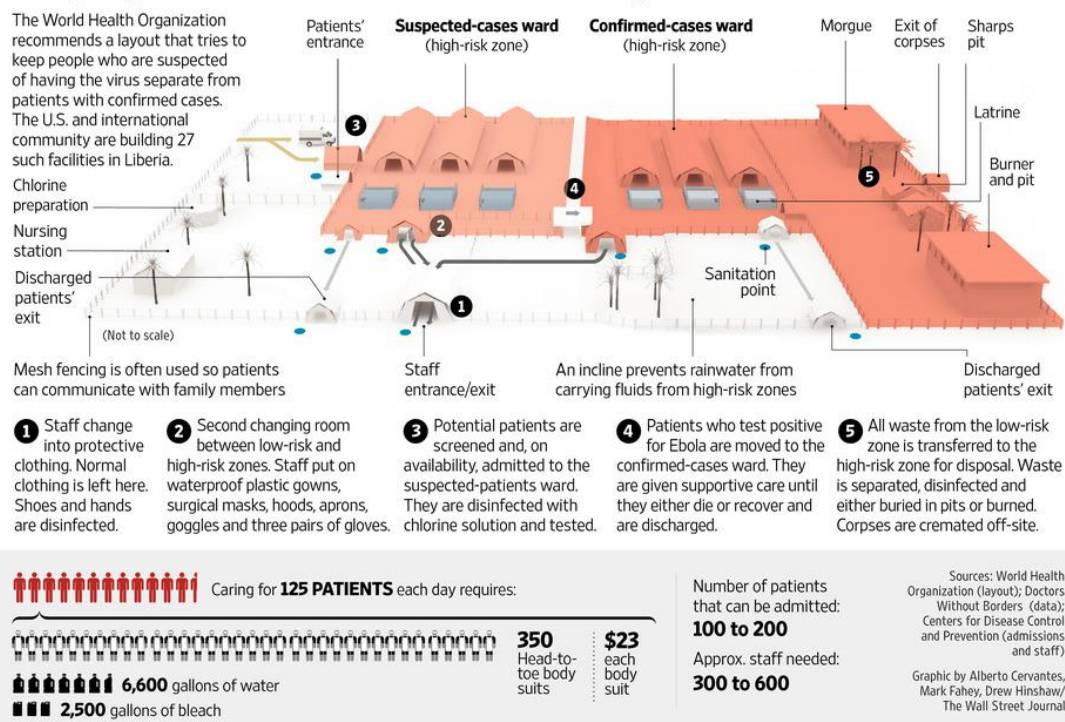 The World Health Organization
recommends a layout that tries to
keep people who are suspected
of having the virus separate from
patients with confirmed cases.
The U.S. and international
community are building 27
such facilities in Liberia.
Patients'
entrance
Suspected-cases ward
(high-risk zone)
Confirmed-cases ward
(high-risk zone)
Morgue
Exit of
corpses
Sharps
pit
Latrine
Burner
and pit
Chlorine
preparation
Nursing
station
Discharged
patients'
exit
3
4
5
2
1
Sanitation
point
(Not to scale)
Mesh fencing is often used so patients
can communicate with family members
Staff
entrance/exit
An incline prevents rainwater from
carrying fluids from high-risk zones
Discharged
patients' exit
1 Staff change
into protective
clothing. Normal
clothing is left here.
Shoes and hands
are disinfected.
2 Second changing room
between low-risk and
high-risk zones. Staff put on
waterproof plastic gowns,
surgical masks, hoods, aprons,
goggles and three pairs of gloves.
3 Potential patients are
screened and, on
availability, admitted to the
suspected-patients ward.
They are disinfected with
chlorine solution and tested.
4 Patients who test positive
for Ebola are moved to the
confirmed-cases ward. They
are given supportive care until
they either die or recover and
are discharged.
5 All waste from the low-risk
zone is transferred to the
high-risk zone for disposal. Waste
is separated, disinfected and
either buried in pits or burned.
Corpses are cremated off-site.
Caring for 125 PATIENTS each day requires:
350
Head-to-
toe body
suits
$23
each
body
suit
6,600 gallons of water
2,500 gallons of bleach
Number of patients
that can be admitted:
100 to 200
Approx. staff needed:
300 to 600
Sources: World Health
Organization (layout); Doctors
Without Borders (data);
Centers for Disease Control
and Prevention (admissions
and staff)
Graphic by Alberto Cervantes,
Mark Fahey, Drew Hinshaw/
The Wall Street Journal